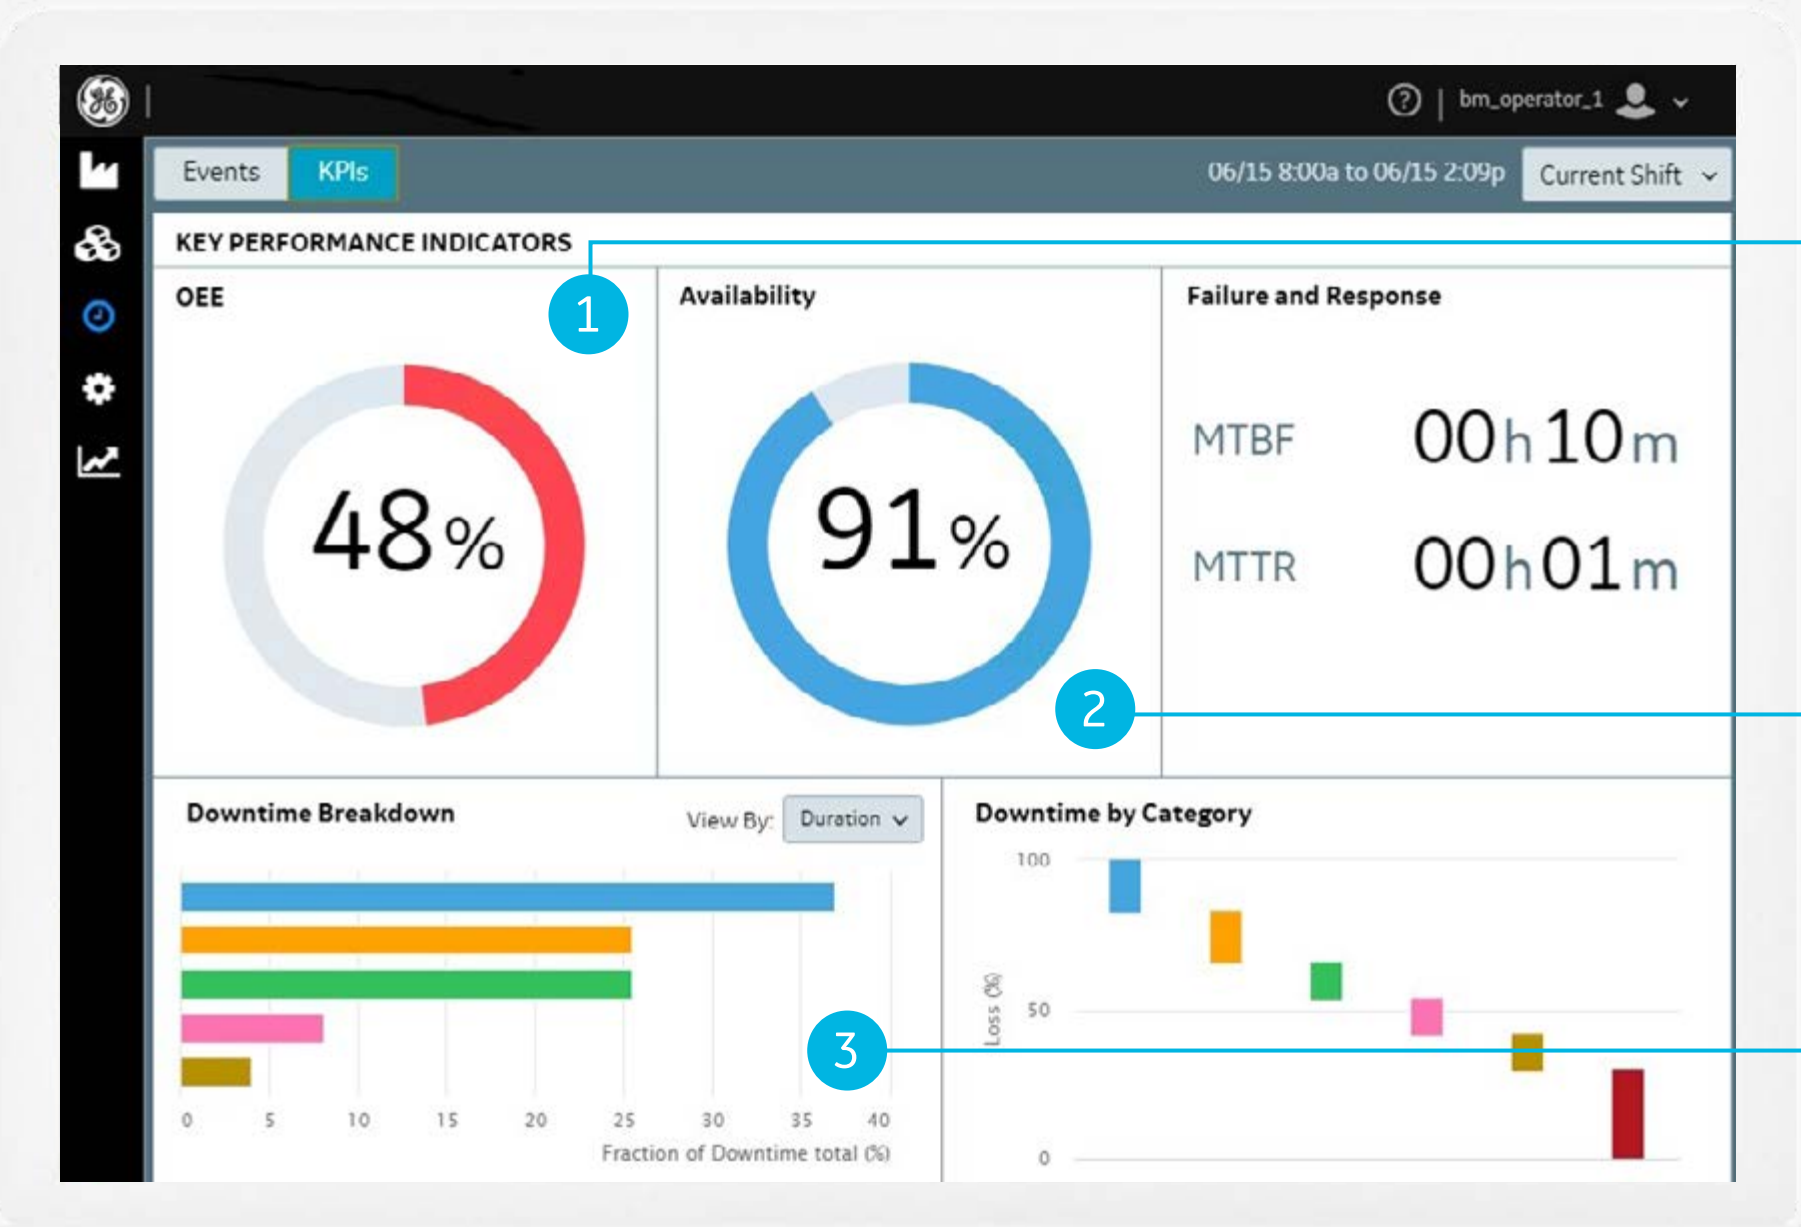 bm_operator_1
Events
KPIs
06/15 8:00a to 06/15 2:09p
Current Shift
KEY PERFORMANCE INDICATORS
OEE
1
Availability
Failure and Response
48%
91%
MTBF 00h10m
MTTR 00h01m
2
Downtime Breakdown
View By:
Duration
0 5 10 15 20 25 30 35 40
Fraction of Downtime total (%)
3
Downtime by Category
100
50
0
Loss (%)